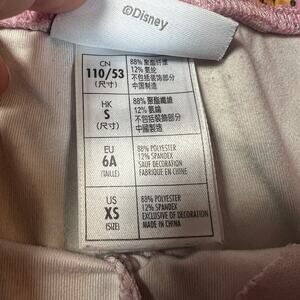 ©Disney
CN
110/53
(尺寸)
88% 聚酯纤维
12% 氨纶
不包括装饰部分
中国制造
HK
S
(尺寸)
88% 聚酯纖維
12% 氨綸
不包括裝飾部分
中國製造
EU
6A
(TAILLE)
88% POLYESTER
12% SPANDEX
SAUF DECORATION
FABRIQUE EN CHINE
US
XS
(SIZE)
88% POLYESTER
12% SPANDEX
EXCLUSIVE OF DECORATION
MADE IN CHINA